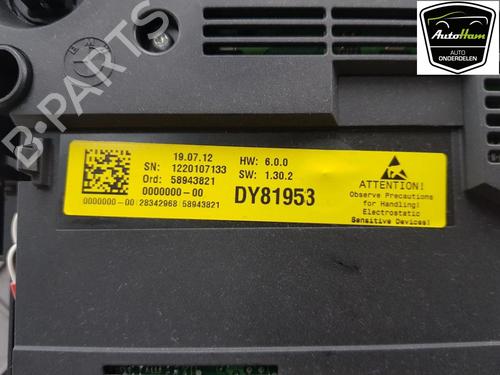 AutoHam
AUTO
ONDERDELEN
B-PARTS
19.07.12
HW: 6.0.0
SN: 1220107133
SW: 1.30.2
Ord: 58943821
0000000-00
DY81953
0000000-00 28342968 58943821
ATTENTION!
Observe Precautions
for Handling!
Electrostatic
Sensitive Devices!